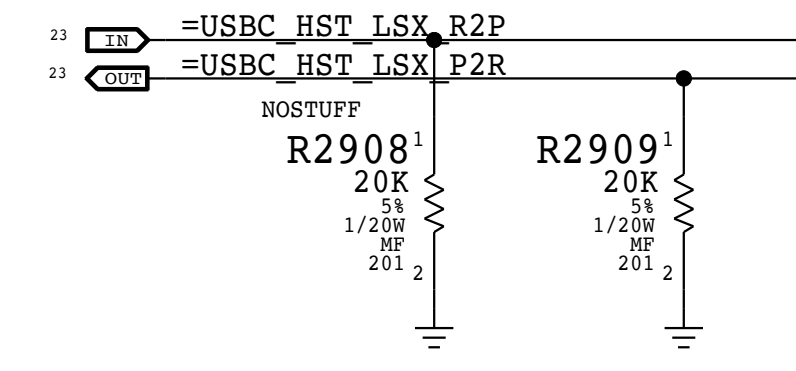 23 IN =USBC_HST_LSX_R2P
23 OUT =USBC_HST_LSX_P2R
NOSTUFF
R2908 1
20K
5%
1/20W
MF
201 2
R2909 1
20K
5%
1/20W
MF
201 2